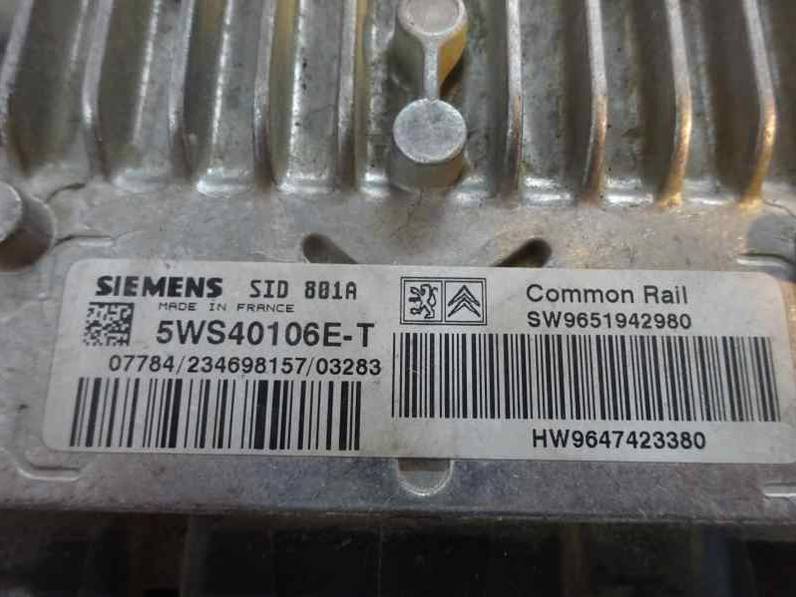 SIEMENS SID 801A
MADE IN FRANCE
5WS40106E-T
07784/234698157/03283
Common Rail
SW9651942980
HW9647423380